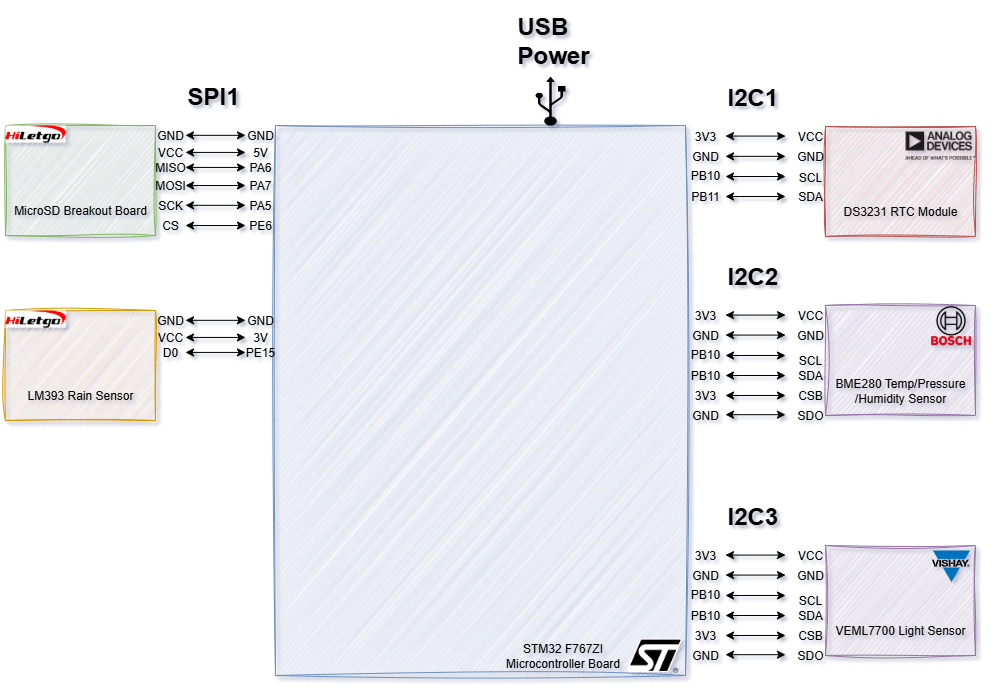 USB
Power
SPI1
HiLetgo
MicroSD Breakout Board
GND GND
VCC 5V
MISO PA6
MOSI PA7
SCK PA5
CS PE6
HiLetgo
LM393 Rain Sensor
GND GND
VCC 3V
D0 PE15
STM32 F767ZI
Microcontroller Board
ST
I2C1
3V3 VCC
GND GND
PB10 SCL
PB11 SDA
ANALOG
DEVICES
AHEAD OF WHAT'S POSSIBLE™
DS3231 RTC Module
I2C2
3V3 VCC
GND GND
PB10 SCL
PB10 SDA
3V3 CSB
GND SDO
BOSCH
BME280 Temp/Pressure
/Humidity Sensor
I2C3
3V3 VCC
GND GND
PB10 SCL
PB10 SDA
3V3 CSB
GND SDO
VISHAY.
VEML7700 Light Sensor